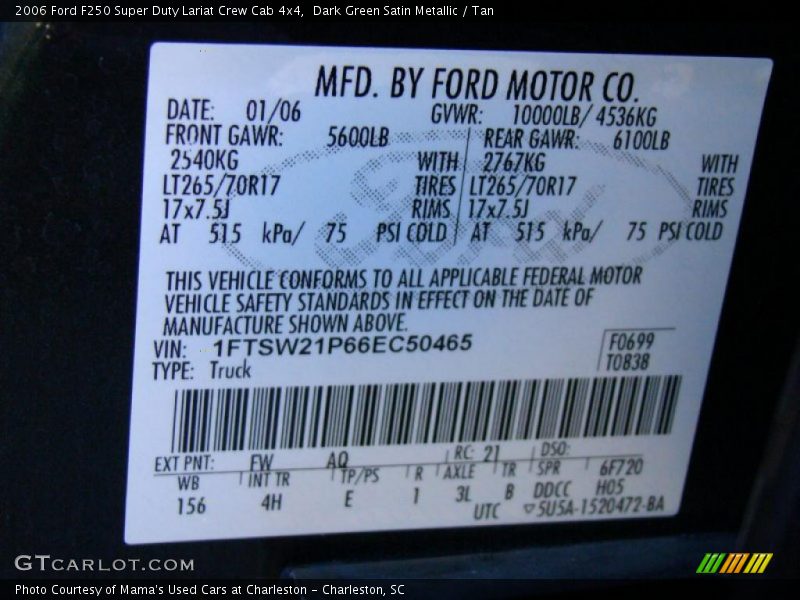 2006 Ford F250 Super Duty Lariat Crew Cab 4x4, Dark Green Satin Metallic / Tan
MFD. BY FORD MOTOR CO.
DATE: 01/06 GVWR: 10000LB/ 4536KG
FRONT GAWR: 5600LB REAR GAWR: 6100LB
2540KG WITH 2767KG WITH
LT265/70R17 TIRES LT265/70R17 TIRES
17x7.5J RIMS 17x7.5J RIMS
AT 515 kPa/ 75 PSI COLD AT 515 kPa/ 75 PSI COLD
THIS VEHICLE CONFORMS TO ALL APPLICABLE FEDERAL MOTOR
VEHICLE SAFETY STANDARDS IN EFFECT ON THE DATE OF
MANUFACTURE SHOWN ABOVE.
VIN: 1FTSW21P66EC50465 F0699
TYPE: Truck T0838
EXT PNT: FW AQ RC: 21 DSO:
WB INT TR TP/PS R AXLE TR SPR 6F720
156 4H E 1 3L B DDCC H05
UTC ▽5U5A-1520472-BA
GTCARLOT.COM
Photo Courtesy of Mama's Used Cars at Charleston - Charleston, SC